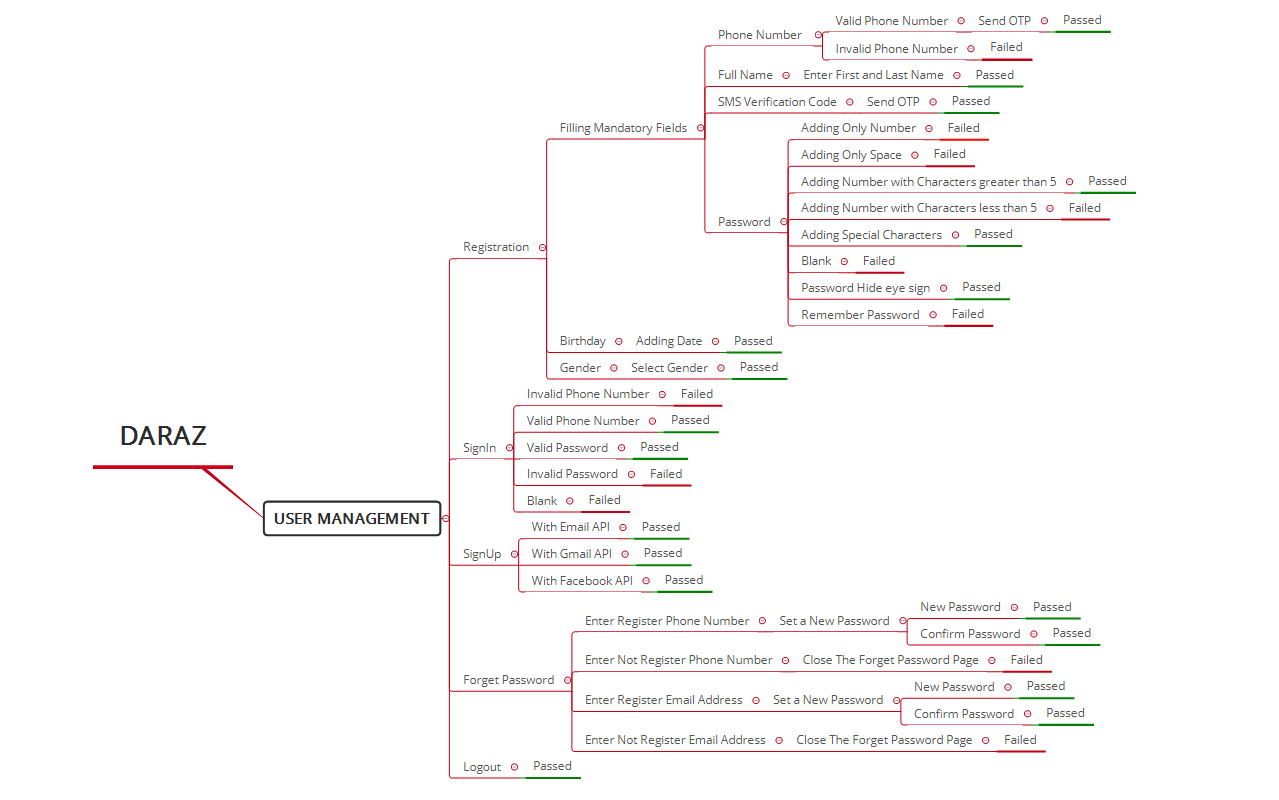 DARAZ
USER MANAGEMENT
Registration
Filling Mandatory Fields
Phone Number
Valid Phone Number Send OTP Passed
Invalid Phone Number Failed
Full Name Enter First and Last Name Passed
SMS Verification Code Send OTP Passed
Password
Adding Only Number Failed
Adding Only Space Failed
Adding Number with Characters greater than 5 Passed
Adding Number with Characters less than 5 Failed
Adding Special Characters Passed
Blank Failed
Password Hide eye sign Passed
Remember Password Failed
Birthday Adding Date Passed
Gender Select Gender Passed
SignIn
Invalid Phone Number Failed
Valid Phone Number Passed
Valid Password Passed
Invalid Password Failed
Blank Failed
SignUp
With Email API Passed
With Gmail API Passed
With Facebook API Passed
Forget Password
Enter Register Phone Number Set a New Password
New Password Passed
Confirm Password Passed
Enter Not Register Phone Number Close The Forget Password Page Failed
Enter Register Email Address Set a New Password
New Password Passed
Confirm Password Passed
Enter Not Register Email Address Close The Forget Password Page Failed
Logout Passed